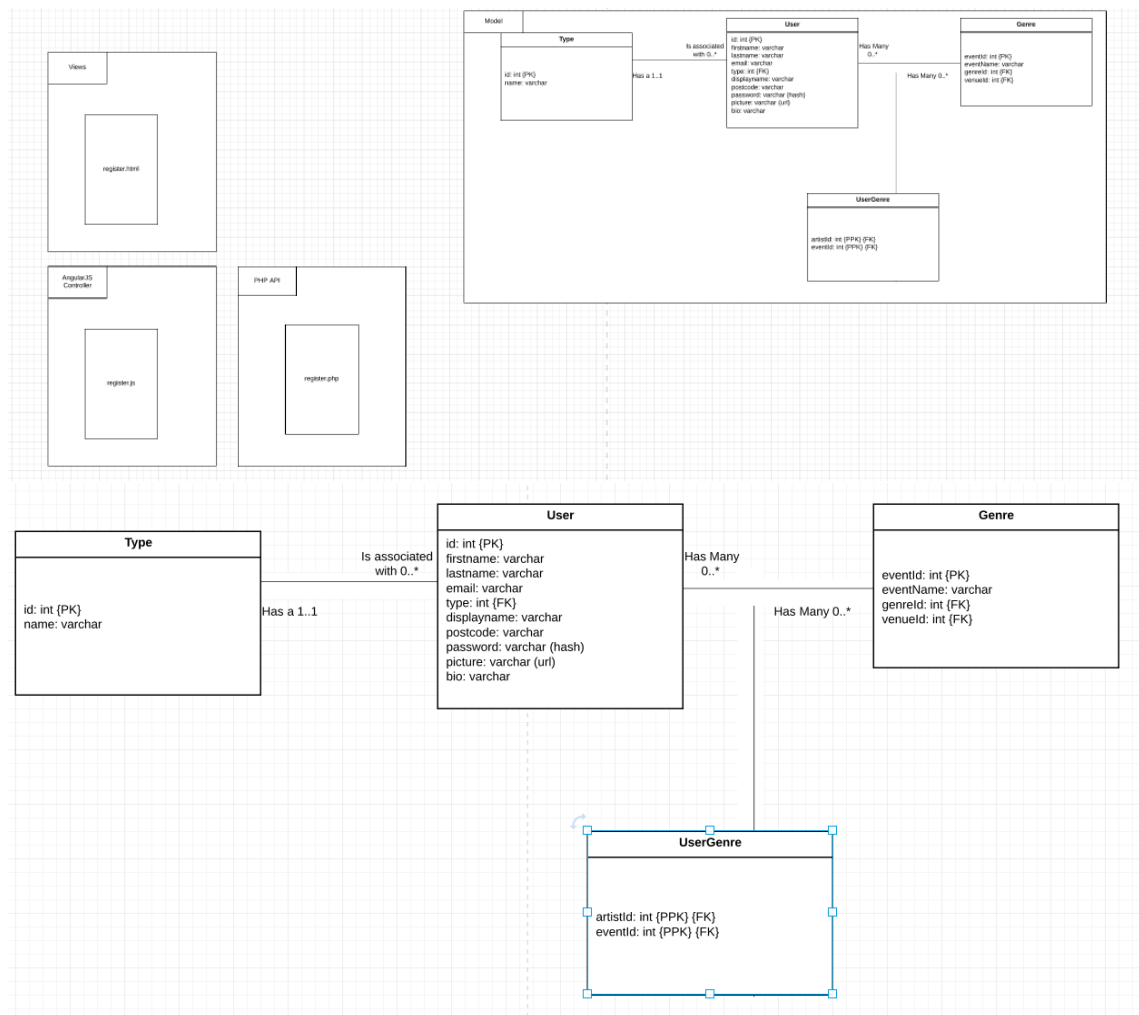 Views
register.html
AngularJS
Controller
register.js
PHP API
register.php
Model
Type
id: int {PK}
name: varchar
Is associated
with 0..*
Has a 1..1
User
id: int {PK}
firstname: varchar
lastname: varchar
email: varchar
type: int {FK}
displayname: varchar
postcode: varchar
password: varchar (hash)
picture: varchar (url)
bio: varchar
Has Many
0..*
Has Many 0..*
Genre
eventId: int {PK}
eventName: varchar
genreId: int {FK}
venueId: int {FK}
UserGenre
artistId: int {PPK} {FK}
eventId: int {PPK} {FK}
Type
id: int {PK}
name: varchar
Is associated
with 0..*
Has a 1..1
User
id: int {PK}
firstname: varchar
lastname: varchar
email: varchar
type: int {FK}
displayname: varchar
postcode: varchar
password: varchar (hash)
picture: varchar (url)
bio: varchar
Has Many
0..*
Has Many 0..*
Genre
eventId: int {PK}
eventName: varchar
genreId: int {FK}
venueId: int {FK}
UserGenre
artistId: int {PPK} {FK}
eventId: int {PPK} {FK}